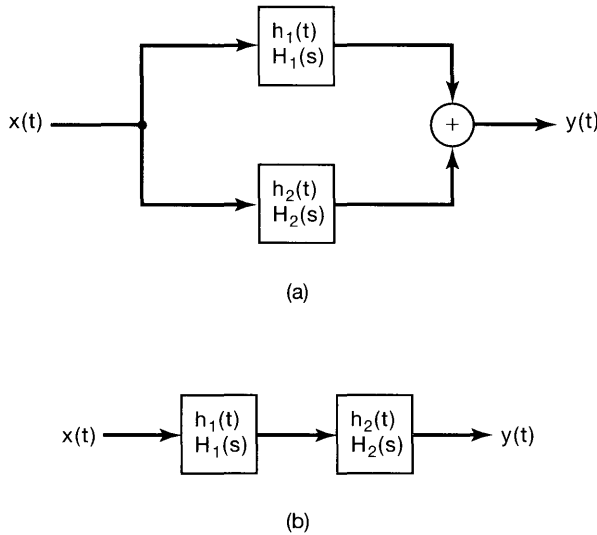 h₁(t)
H₁(s)
x(t)
+
y(t)
h₂(t)
H₂(s)
(a)
x(t)
h₁(t)
H₁(s)
h₂(t)
H₂(s)
y(t)
(b)